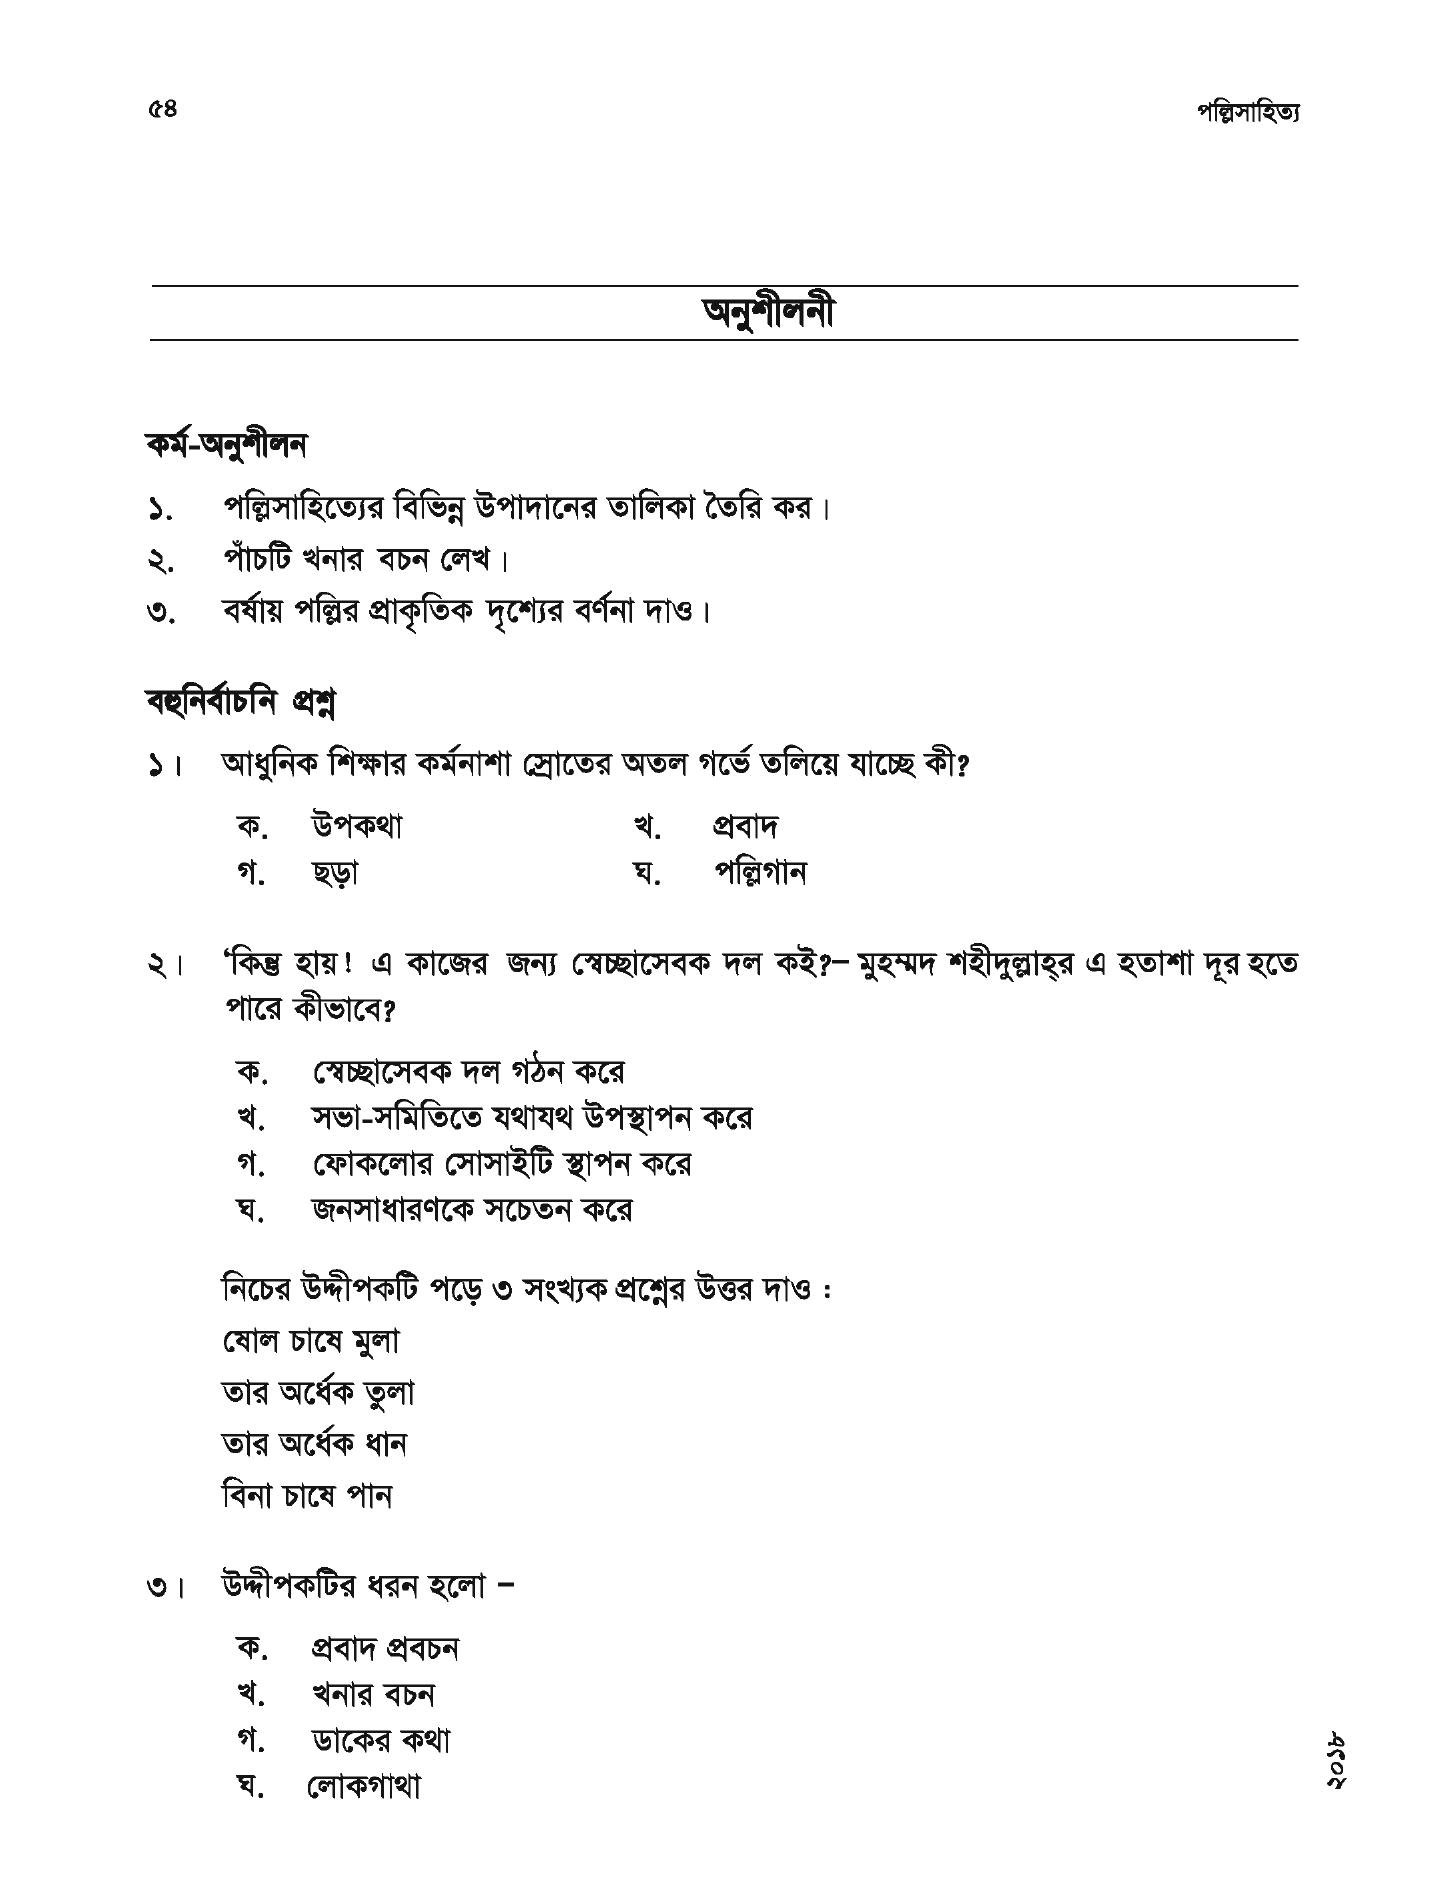 ৫৪ পল্লিসাহিত্য
অনুশীলনী
কর্ম-অনুশীলন
১. পল্লিসাহিত্যের বিভিন্ন উপাদানের তালিকা তৈরি কর।
২. পাঁচটি খনার বচন লেখ।
৩. বর্ষায় পল্লির প্রাকৃতিক দৃশ্যের বর্ণনা দাও।
বহুনির্বাচনি প্রশ্ন
১। আধুনিক শিক্ষার কর্মনাশা স্রোতের অতল গর্ভে তলিয়ে যাচ্ছে কী?
ক. উপকথা খ. প্রবাদ
গ. ছড়া ঘ. পল্লিগান
২। ‘কিন্তু হায়! এ কাজের জন্য স্বেচ্ছাসেবক দল কই?– মুহম্মদ শহীদুল্লাহ্‌র এ হতাশা দূর হতে
পারে কীভাবে?
ক. স্বেচ্ছাসেবক দল গঠন করে
খ. সভা-সমিতিতে যথাযথ উপস্থাপন করে
গ. ফোকলোর সোসাইটি স্থাপন করে
ঘ. জনসাধারণকে সচেতন করে
নিচের উদ্দীপকটি পড়ে ৩ সংখ্যক প্রশ্নের উত্তর দাও :
ষোল চাষে মুলা
তার অর্ধেক তুলা
তার অর্ধেক ধান
বিনা চাষে পান
৩। উদ্দীপকটির ধরন হলো –
ক. প্রবাদ প্রবচন
খ. খনার বচন
গ. ডাকের কথা
ঘ. লোকগাথা
২০১৮